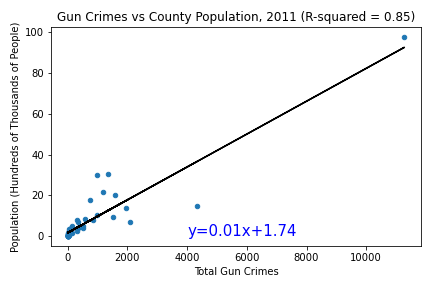 Gun Crimes vs County Population, 2011 (R-squared = 0.85)
Population (Hundreds of Thousands of People)
100
80
60
40
20
0
y=0.01x+1.74
0 2000 4000 6000 8000 10000
Total Gun Crimes